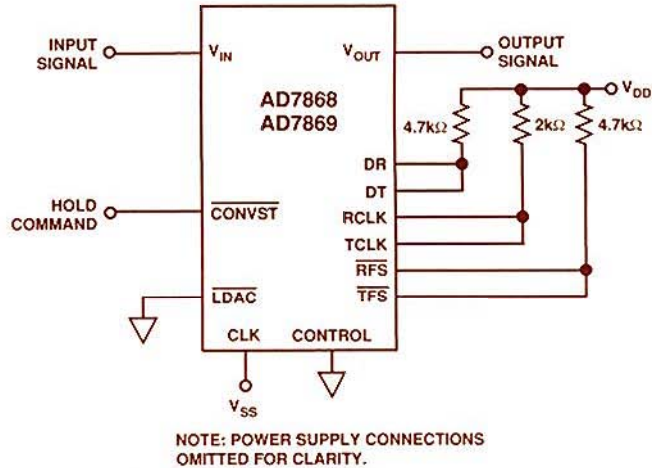 INPUT
SIGNAL
V_IN
V_OUT
OUTPUT
SIGNAL
AD7868
AD7869
V_DD
4.7kΩ
2kΩ
4.7kΩ
DR
DT
HOLD
COMMAND
CONVST
RCLK
TCLK
RFS
LDAC
TFS
CLK
CONTROL
V_SS
NOTE: POWER SUPPLY CONNECTIONS
OMITTED FOR CLARITY.